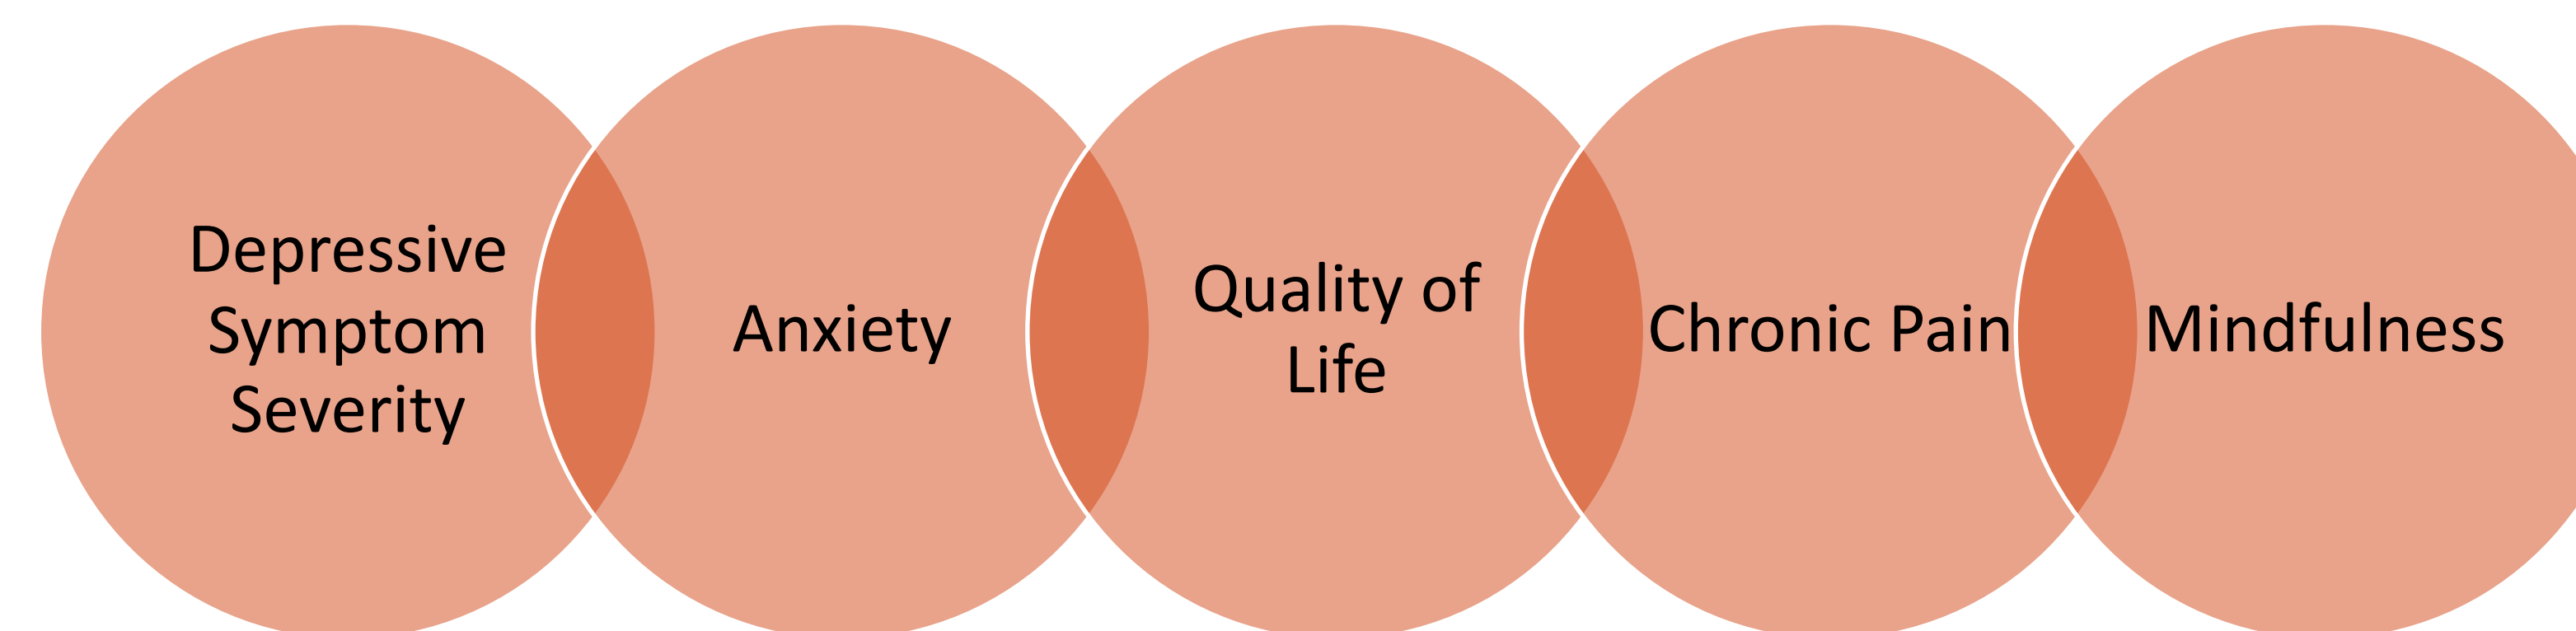 Depressive
Symptom
Severity
Anxiety
Quality of
Life
Chronic Pain
Mindfulness